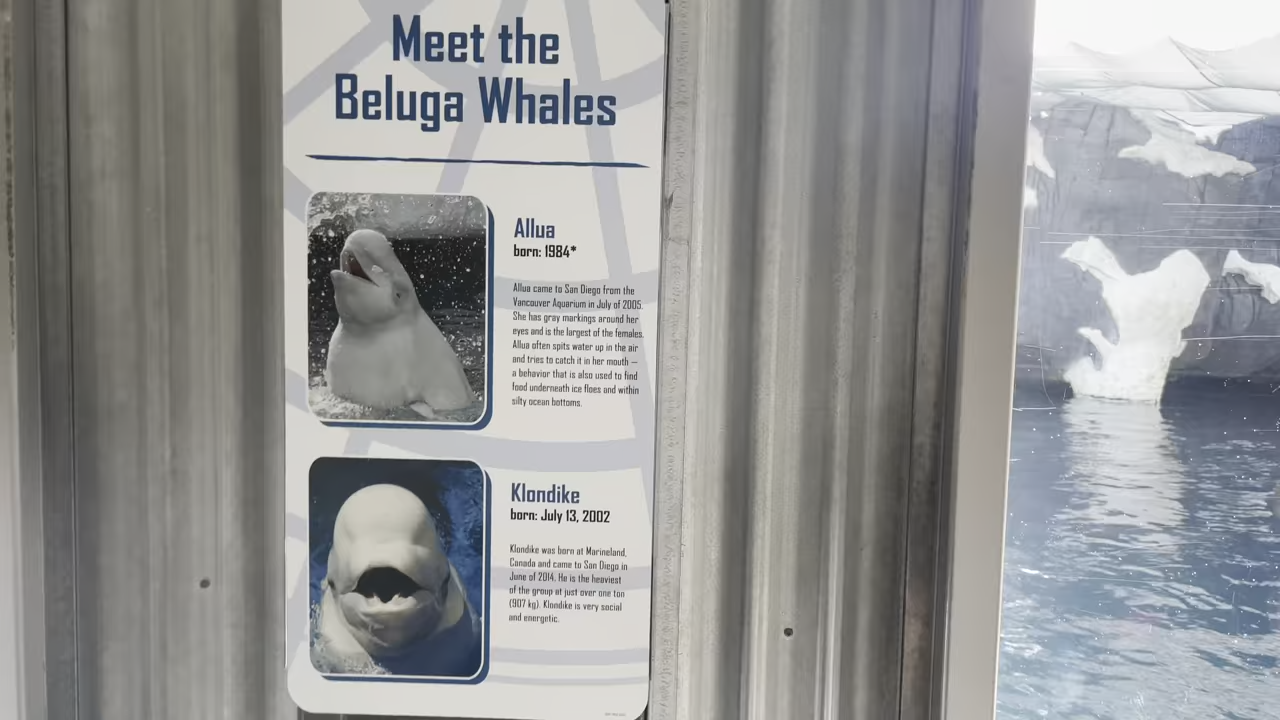 Meet the
Beluga Whales
Allua
born: 1984*
Allua came to San Diego from the
Vancouver Aquarium in July of 2005.
She has gray markings around her
eyes and is the largest of the females.
Allua often spits water up in the air
and tries to catch it in her mouth –
a behavior that is also used to find
food underneath ice floes and within
silty ocean bottoms.
Klondike
born: July 13, 2002
Klondike was born at Marineland,
Canada and came to San Diego in
June of 2014. He is the heaviest
of the group at just over one ton
(907 kg). Klondike is very social
and energetic.